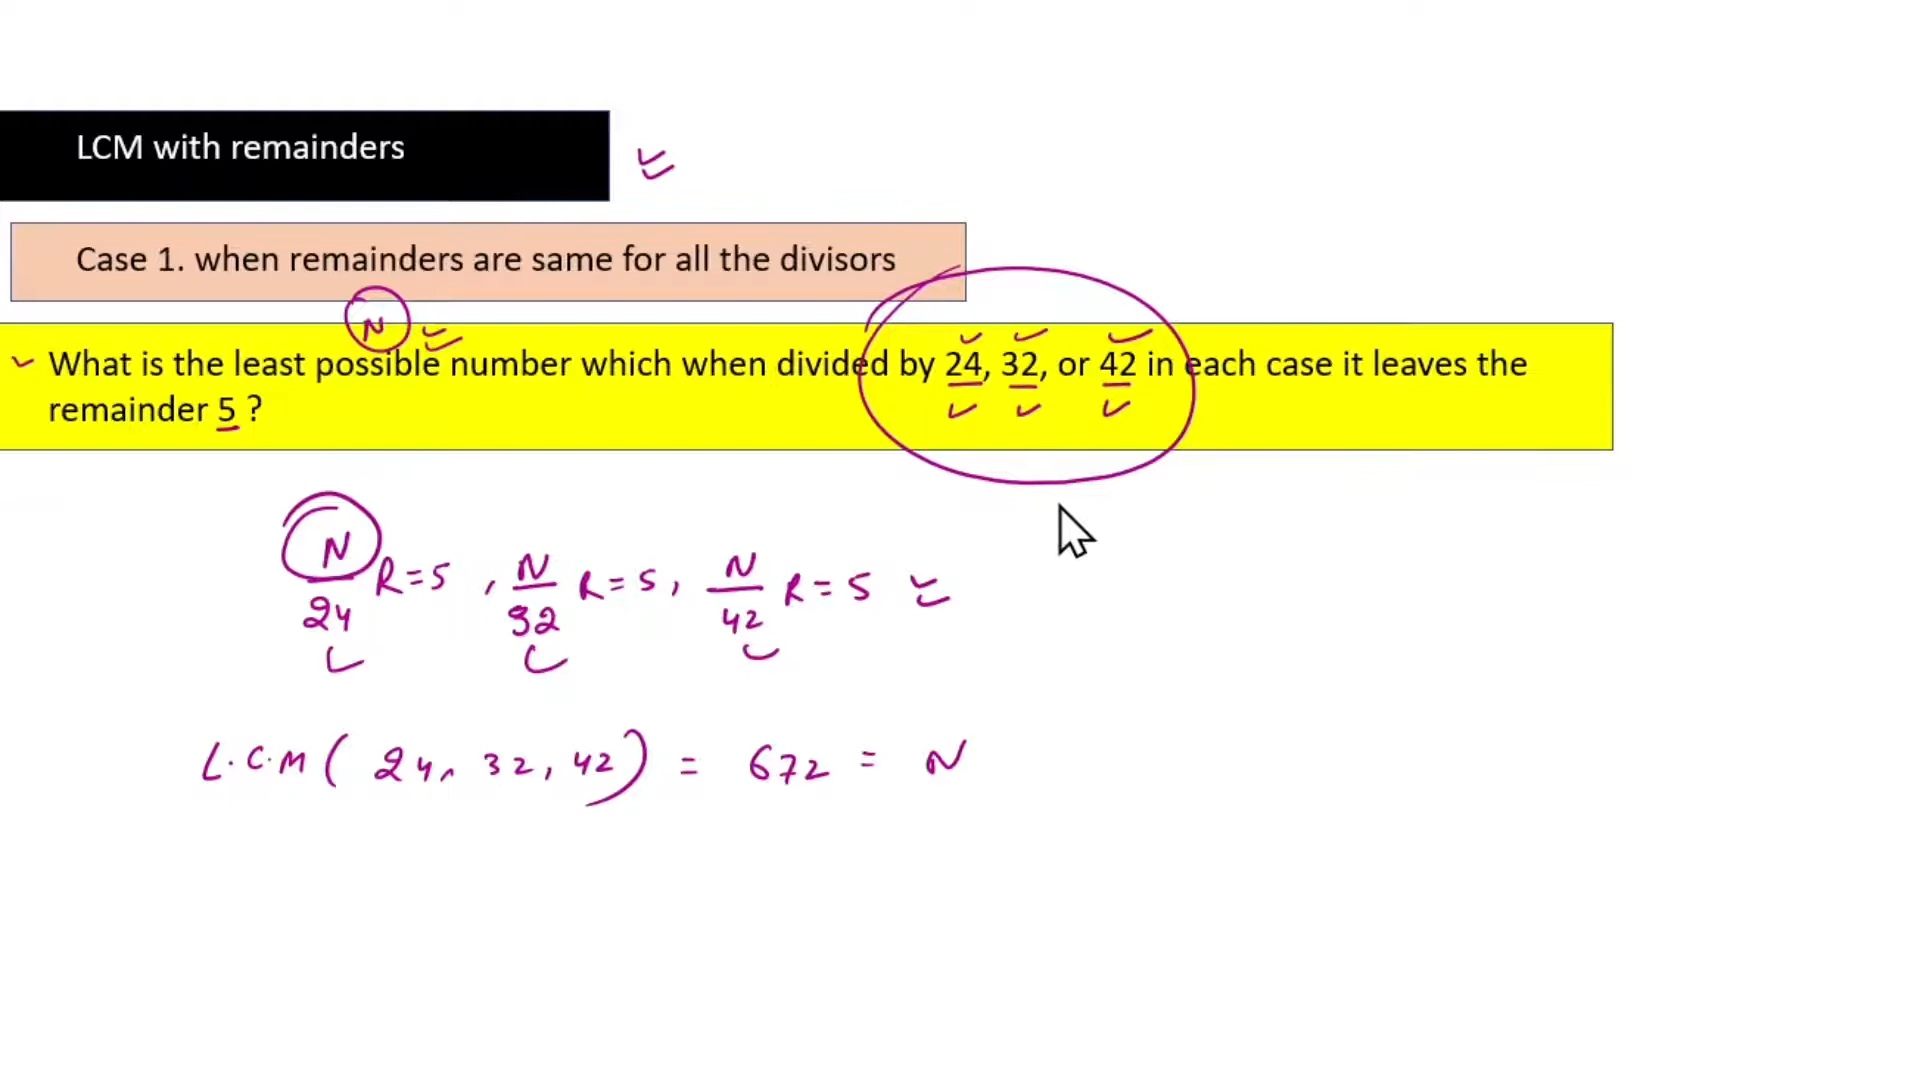 LCM with remainders
Case 1. when remainders are same for all the divisors
N
What is the least possible number which when divided by 24, 32, or 42 in each case it leaves the
remainder 5 ?
N/24 R=5 , N/32 R=5, N/42 R=5
L.C.M( 24, 32, 42) = 672 = N